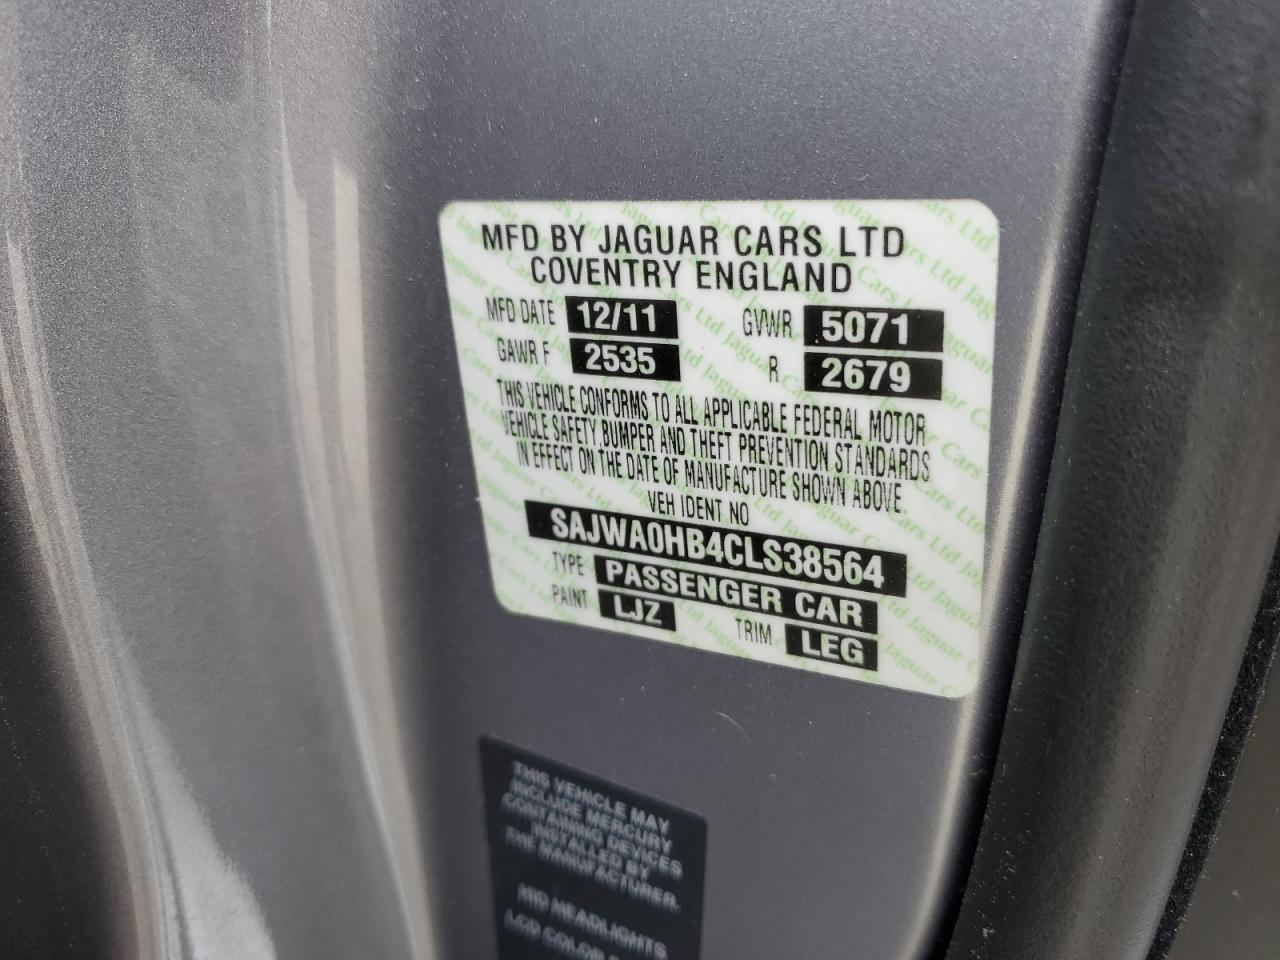 MFD BY JAGUAR CARS LTD
COVENTRY ENGLAND
MFD DATE 12/11 GVWR 5071
GAWR F 2535 R 2679
THIS VEHICLE CONFORMS TO ALL APPLICABLE FEDERAL MOTOR
VEHICLE SAFETY, BUMPER AND THEFT PREVENTION STANDARDS
IN EFFECT ON THE DATE OF MANUFACTURE SHOWN ABOVE.
VEH IDENT NO
SAJWA0HB4CLS38564
TYPE PASSENGER CAR
PAINT LJZ TRIM LEG
THIS VEHICLE MAY
INCLUDE MERCURY
CONTAINING DEVICES
INSTALLED BY
THE MANUFACTURER.
HID HEADLIGHTS
LCD COLOR